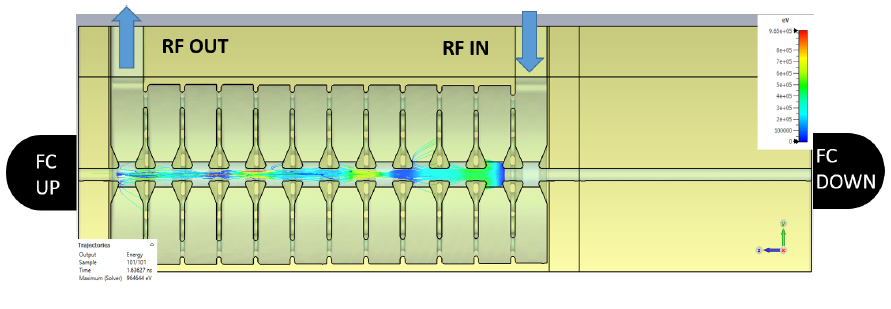 RF OUT
RF IN
eV
9.65e+05
8e+05
7e+05
6e+05
5e+05
4e+05
3e+05
2e+05
100000
0
FC
UP
FC
DOWN
Trajectories
Output Energy
Sample 101/101
Time 1.63627 ns
Maximum (Solver) 964644 eV